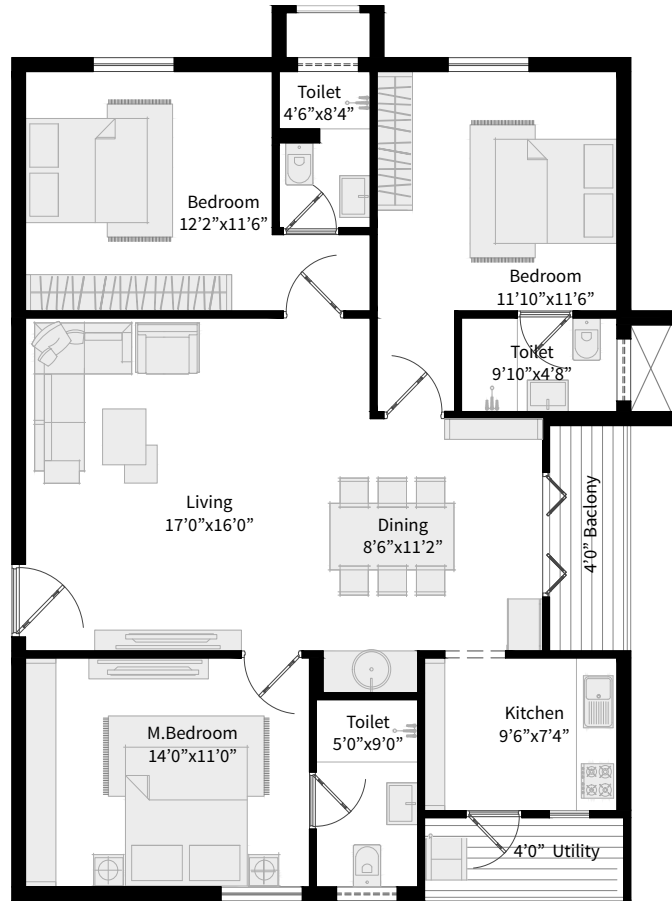 Toilet
4’6”x8’4”
Bedroom
12’2”x11’6”
Bedroom
11’10”x11’6”
Toilet
9’10”x4’8”
Living
17’0”x16’0”
Dining
8’6”x11’2”
4’0” Baclony
M.Bedroom
14’0”x11’0”
Toilet
5’0”x9’0”
Kitchen
9’6”x7’4”
4’0” Utility